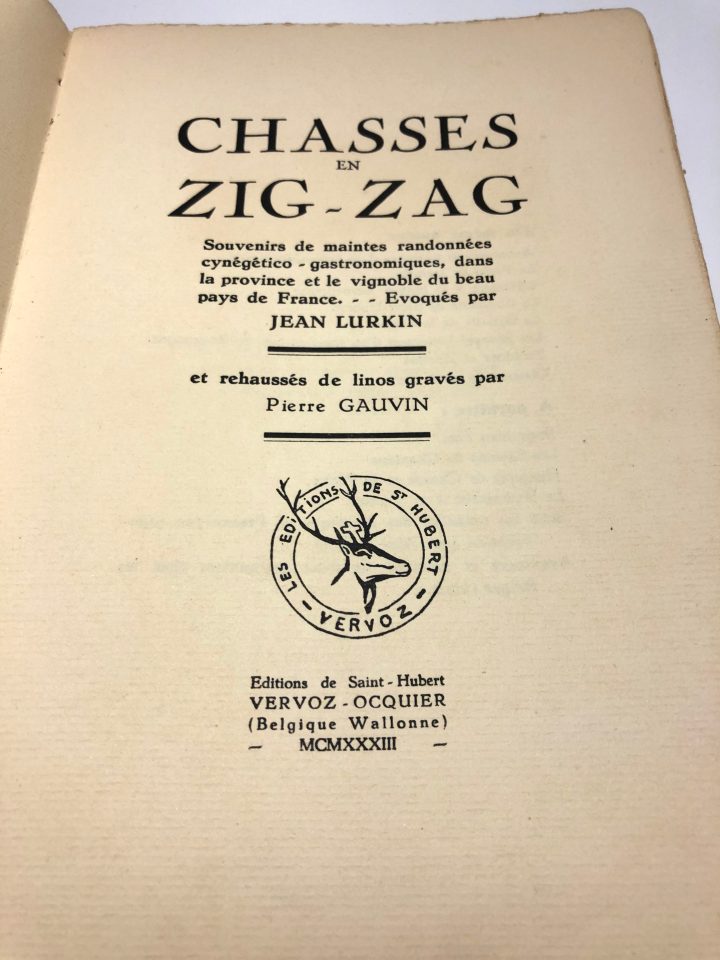 CHASSES
EN
ZIG-ZAG
Souvenirs de maintes randonnées
cynégético - gastronomiques, dans
la province et le vignoble du beau
pays de France. - - Evoqués par
JEAN LURKIN
et rehaussés de linos gravés par
Pierre GAUVIN
LES EDITIONS DE St HUBERT
- VERVOZ -
Editions de Saint-Hubert
VERVOZ - OCQUIER
(Belgique Wallonne)
- MCMXXXIII -